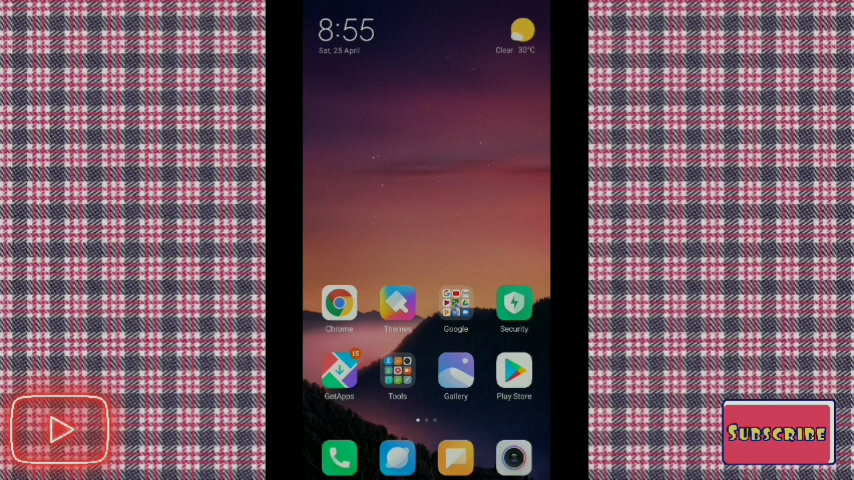 8:55
Sat, 25 April
Clear 30°C
Chrome
Themes
Google
Security
15
GetApps
Tools
Gallery
Play Store
SUBSCRIBE